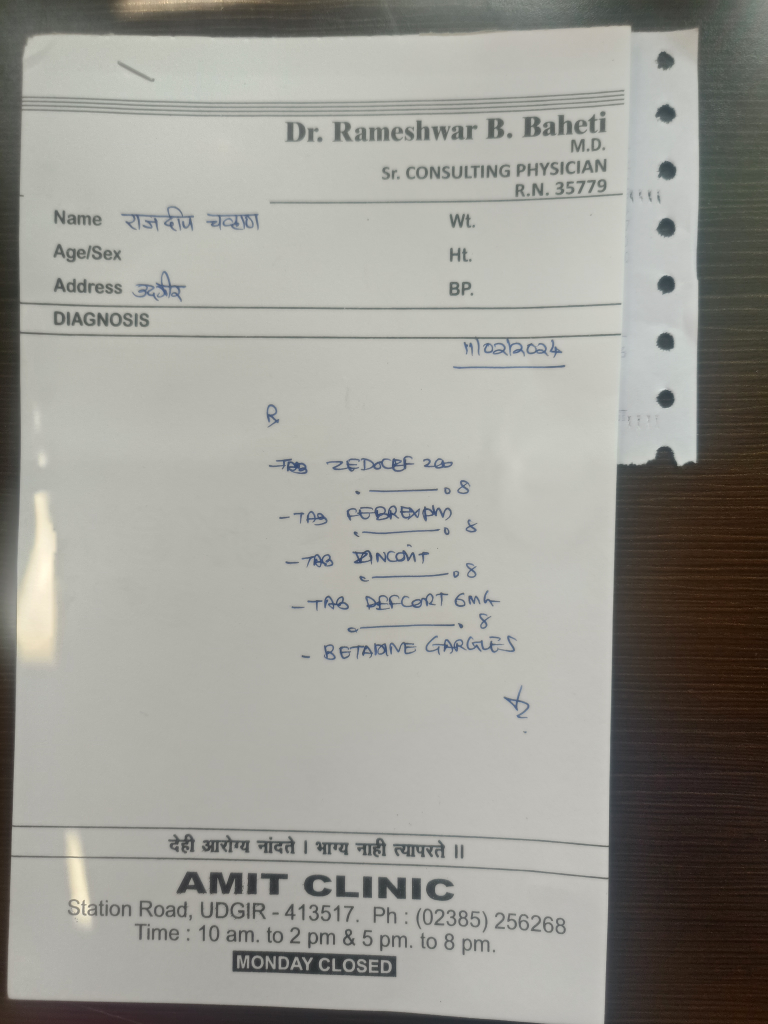 Dr. Rameshwar B. Baheti
M.D.
Sr. CONSULTING PHYSICIAN
R.N. 35779
Name राजदीप चव्हाण Wt.
Age/Sex Ht.
Address उदगीर BP.
DIAGNOSIS
11/02/2024
℞
- TAB ZEDOCEF 200
. —— . 8
- TAB FEBREX PM
. —— . 8
- TAB
. —— . 8
- TAB DEFCORT 6MG
. —— . 8
- BETADINE GARGLES
देही आरोग्य नांदते । भाग्य नाही त्यापरते ॥
AMIT CLINIC
Station Road, UDGIR - 413517. Ph : (02385) 256268
Time : 10 am. to 2 pm & 5 pm. to 8 pm.
MONDAY CLOSED